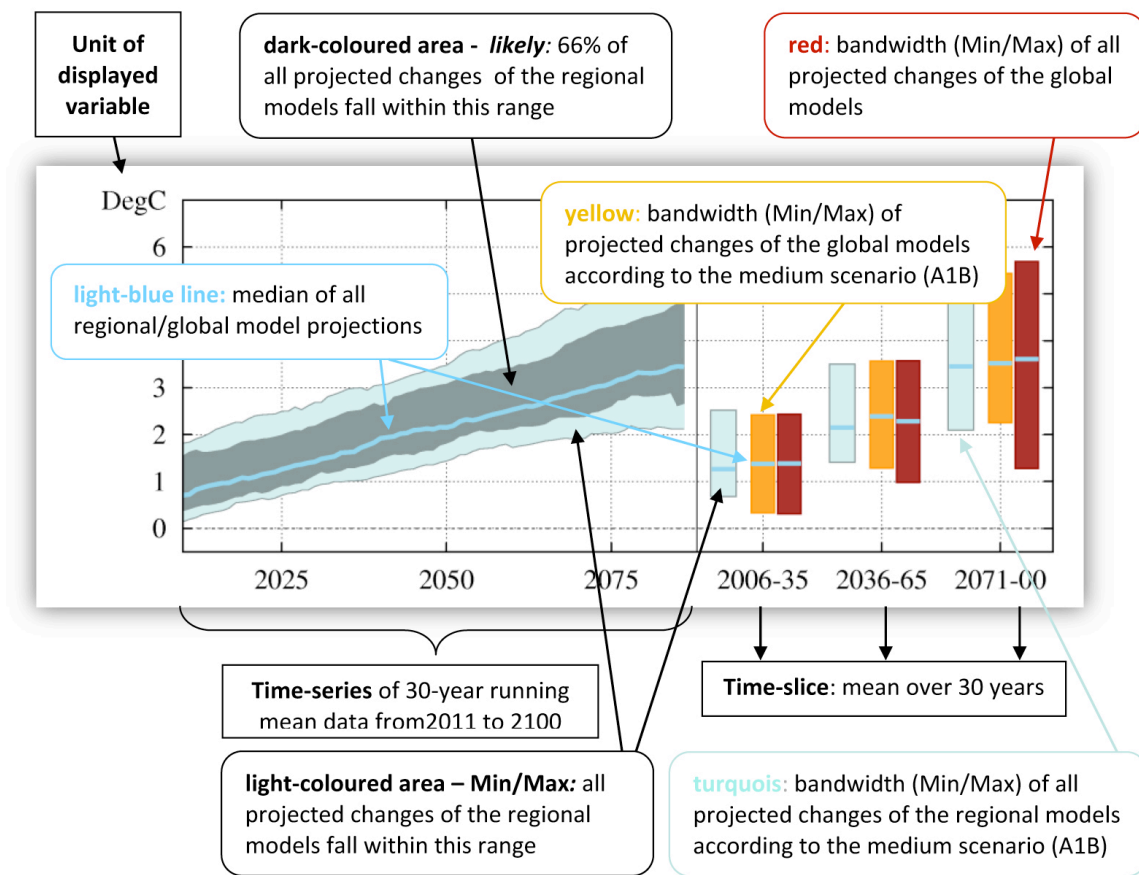 Unit of
displayed
variable
dark-coloured area -  likely: 66% of
all projected changes  of the regional
models fall within this range
red: bandwidth (Min/Max) of all
projected changes of the global
models
DegC
6
3
2
1
0
yellow: bandwidth (Min/Max) of
projected changes of the global models
according to the medium scenario (A1B)
light-blue line: median of all
regional/global model projections
2025 2050 2075 2006-35 2036-65 2071-00
Time-series of 30-year running
mean data from2011 to 2100
Time-slice: mean over 30 years
light-coloured area – Min/Max: all
projected changes of the regional
models fall within this range
turquois: bandwidth (Min/Max) of all
projected changes of the regional models
according to the medium scenario (A1B)